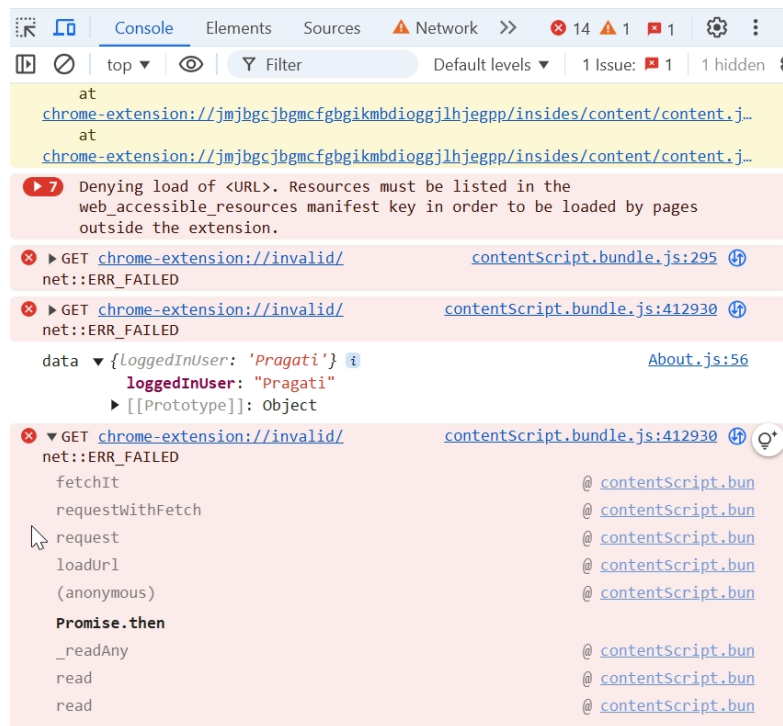 Console Elements Sources Network 14 1 1
top Filter Default levels 1 Issue: 1 1 hidden
at
chrome-extension://jmjbgcjbgmcfgbgikmbdioggjlhjegpp/insides/content/content.j…
at
chrome-extension://jmjbgcjbgmcfgbgikmbdioggjlhjegpp/insides/content/content.j…
7 Denying load of <URL>. Resources must be listed in the
web_accessible_resources manifest key in order to be loaded by pages
outside the extension.
GET chrome-extension://invalid/ contentScript.bundle.js:295
net::ERR_FAILED
GET chrome-extension://invalid/ contentScript.bundle.js:412930
net::ERR_FAILED
data {loggedInUser: 'Pragati'} i About.js:56
loggedInUser: "Pragati"
[[Prototype]]: Object
GET chrome-extension://invalid/ contentScript.bundle.js:412930
net::ERR_FAILED
fetchIt @ contentScript.bun
requestWithFetch @ contentScript.bun
request @ contentScript.bun
loadUrl @ contentScript.bun
(anonymous) @ contentScript.bun
Promise.then
_readAny @ contentScript.bun
read @ contentScript.bun
read @ contentScript.bun